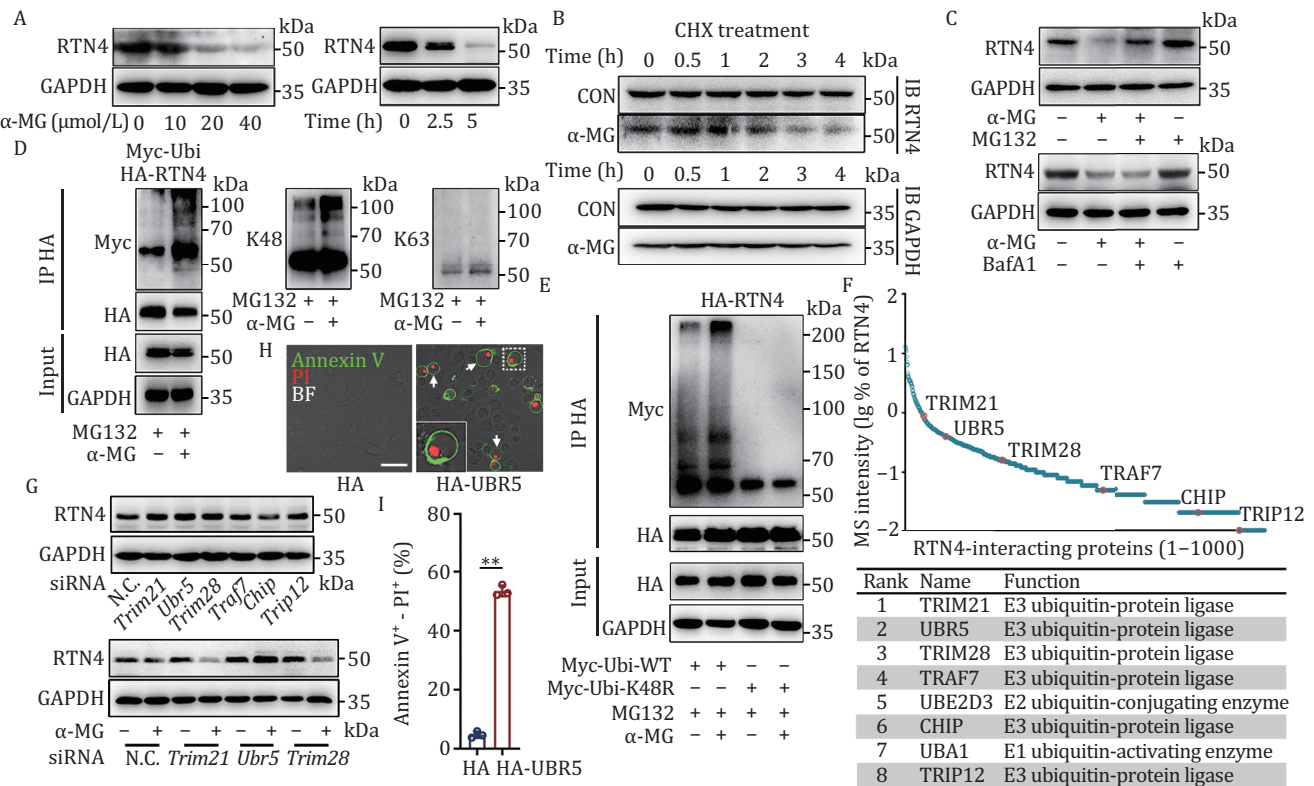 A
kDa
RTN4
50
GAPDH
35
α-MG (μmol/L) 0 10 20 40
kDa
RTN4
50
GAPDH
35
Time (h) 0 2.5 5
B
CHX treatment
Time (h) 0 0.5 1 2 3 4 kDa
CON
50
α-MG
50
IB RTN4
Time (h) 0 0.5 1 2 3 4 kDa
CON
35
α-MG
35
IB GAPDH
C
kDa
RTN4
50
GAPDH
35
α-MG − + + −
MG132 − − + +
kDa
RTN4
50
GAPDH
35
α-MG − + + −
BafA1 − − + +
D
Myc-Ubi
HA-RTN4
kDa
100
70
50
Myc
IP HA
HA
50
Input
HA
50
GAPDH
35
MG132 + +
α-MG − +
kDa
100
70
50
K48
MG132 + +
α-MG − +
kDa
100
70
50
K63
+ +
− +
E
HA-RTN4
kDa
200
150
100
70
50
Myc
IP HA
HA
50
Input
HA
50
GAPDH
35
Myc-Ubi-WT + + − −
Myc-Ubi-K48R − − + +
MG132 + + + +
α-MG − + − +
F
MS intensity (lg % of RTN4)
2
0
−1
−2
TRIM21
UBR5
TRIM28
TRAF7
CHIP
TRIP12
RTN4-interacting proteins (1–1000)
Rank Name Function
1 TRIM21 E3 ubiquitin-protein ligase
2 UBR5 E3 ubiquitin-protein ligase
3 TRIM28 E3 ubiquitin-protein ligase
4 TRAF7 E3 ubiquitin-protein ligase
5 UBE2D3 E2 ubiquitin-conjugating enzyme
6 CHIP E3 ubiquitin-protein ligase
7 UBA1 E1 ubiquitin-activating enzyme
8 TRIP12 E3 ubiquitin-protein ligase
G
RTN4
50
GAPDH
35
siRNA N.C. Trim21 Ubr5 Trim28 Traf7 Chip Trip12 kDa
RTN4
50
GAPDH
35
α-MG − + − + − + − + kDa
siRNA N.C. Trim21 Ubr5 Trim28
H
Annexin V
PI
BF
HA
HA-UBR5
I
Annexin V⁺ - PI⁺ (%)
80
60
40
20
0
**
HA HA-UBR5